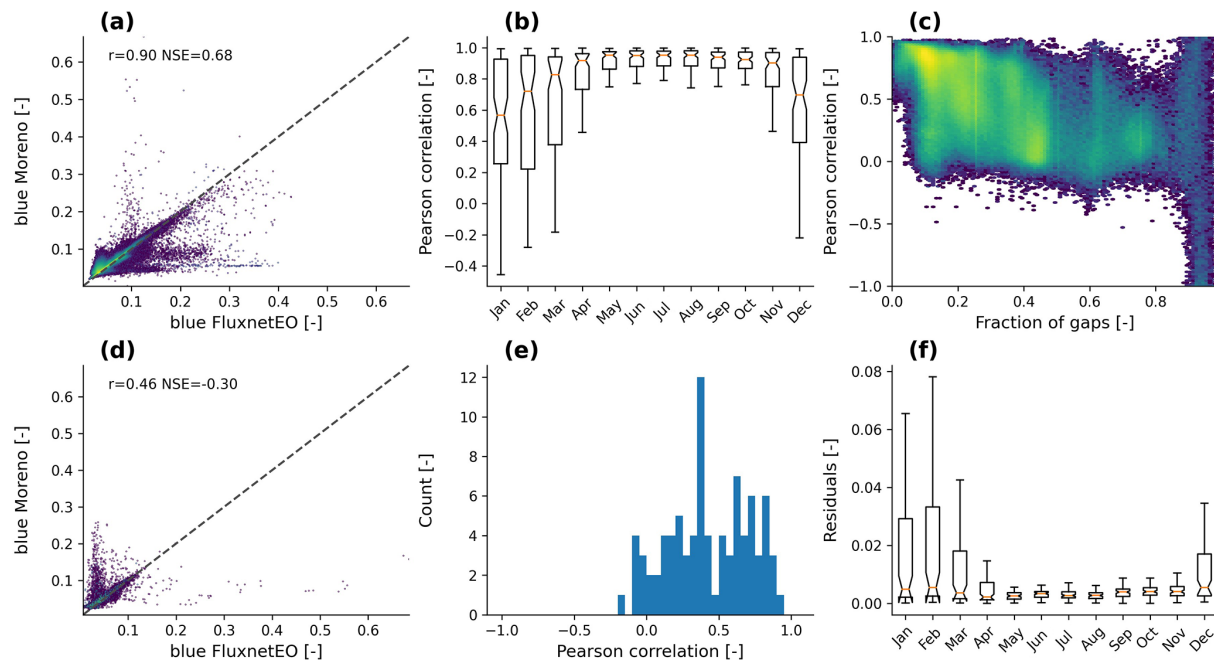 (a)
r=0.90 NSE=0.68
blue Moreno [-]
0.6
0.5
0.4
0.3
0.2
0.1
0.1 0.2 0.3 0.4 0.5 0.6
blue FluxnetEO [-]
(b)
Pearson correlation [-]
1.0
0.8
0.6
0.4
0.2
0.0
−0.2
−0.4
Jan Feb Mar Apr May Jun Jul Aug Sep Oct Nov Dec
(c)
Pearson correlation [-]
1.0
0.5
0.0
−0.5
−1.0
0.0 0.2 0.4 0.6 0.8
Fraction of gaps [-]
(d)
r=0.46 NSE=-0.30
blue Moreno [-]
0.6
0.5
0.4
0.3
0.2
0.1
0.1 0.2 0.3 0.4 0.5 0.6
blue FluxnetEO [-]
(e)
Count [-]
12
10
8
6
4
2
0
−1.0 −0.5 0.0 0.5 1.0
Pearson correlation [-]
(f)
Residuals [-]
0.08
0.06
0.04
0.02
0.00
Jan Feb Mar Apr May Jun Jul Aug Sep Oct Nov Dec